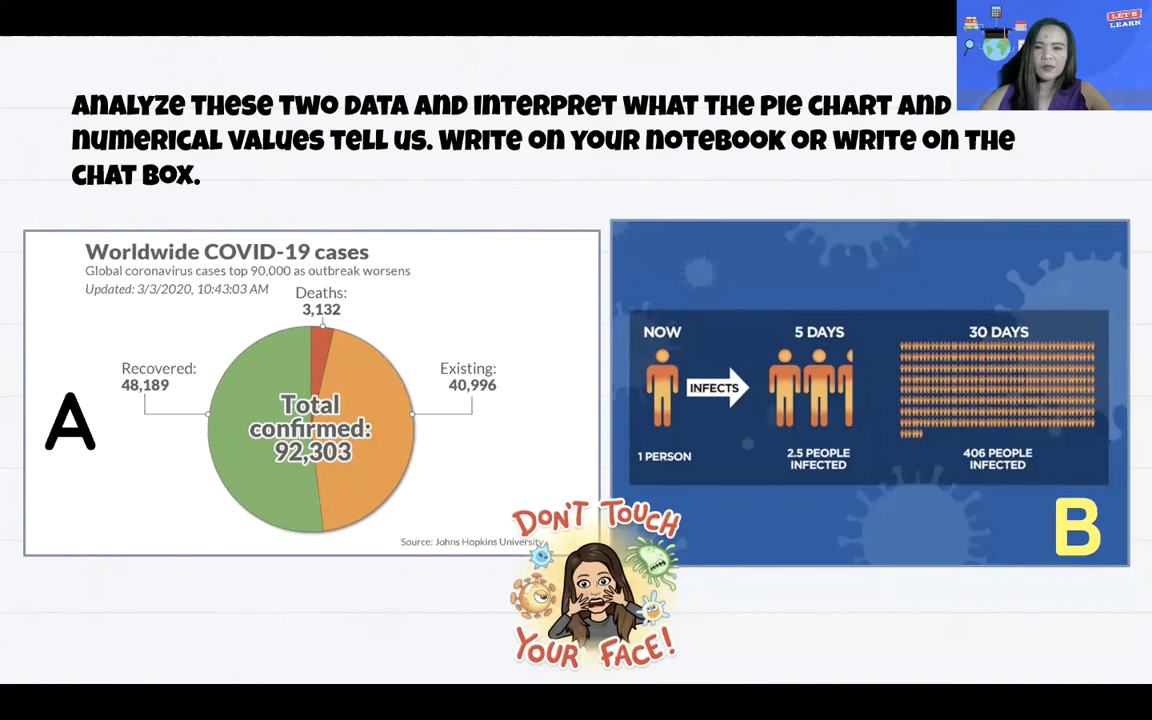 LET'S
LEARN
ANALYZE THESE TWO DATA AND INTERPRET WHAT THE PIE CHART AND
NUMERICAL VALUES TELL US. WRITE ON YOUR NOTEBOOK OR WRITE ON THE
CHAT BOX.
Worldwide COVID-19 cases
Global coronavirus cases top 90,000 as outbreak worsens
Updated: 3/3/2020, 10:43:03 AM
Deaths:
3,132
Recovered:
48,189
Existing:
40,996
Total
confirmed:
92,303
A
Source: Johns Hopkins University
NOW
5 DAYS
30 DAYS
INFECTS
1 PERSON
2.5 PEOPLE
INFECTED
406 PEOPLE
INFECTED
B
DON'T TOUCH
YOUR FACE!